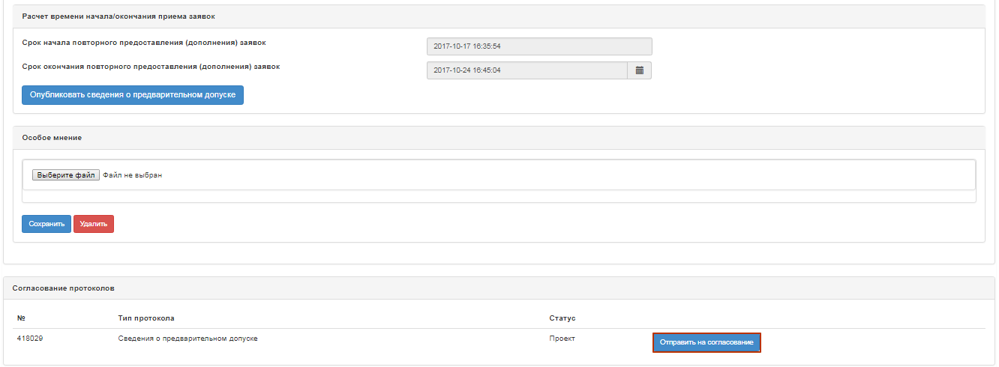 Расчет времени начала/окончания приема заявок
Срок начала повторного предоставления (дополнения) заявок
2017-10-17 16:35:54
Срок окончания повторного предоставления (дополнения) заявок
2017-10-24 16:45:04
Опубликовать сведения о предварительном допуске
Особое мнение
Выберите файл Файл не выбран
Сохранить Удалить
Согласование протоколов
№ Тип протокола Статус
418029 Сведения о предварительном допуске Проект Отправить на согласование